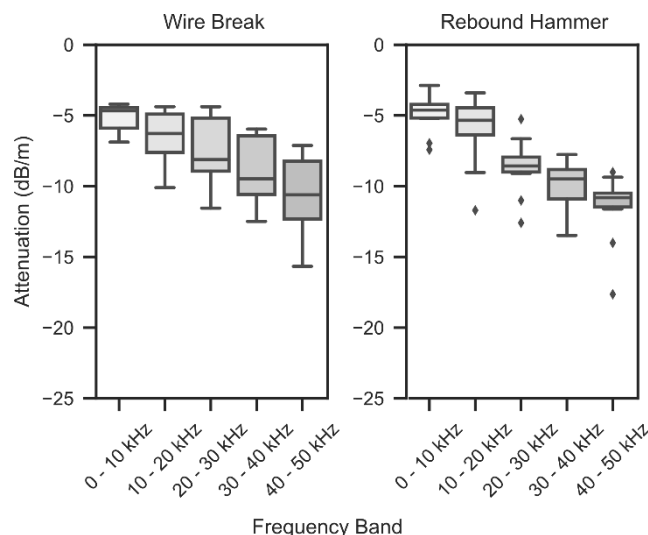 Wire Break
Rebound Hammer
Attenuation (dB/m)
0
−5
−10
−15
−20
−25
0
−5
−10
−15
−20
−25
0 - 10 kHz
10 - 20 kHz
20 - 30 kHz
30 - 40 kHz
40 - 50 kHz
0 - 10 kHz
10 - 20 kHz
20 - 30 kHz
30 - 40 kHz
40 - 50 kHz
Frequency Band